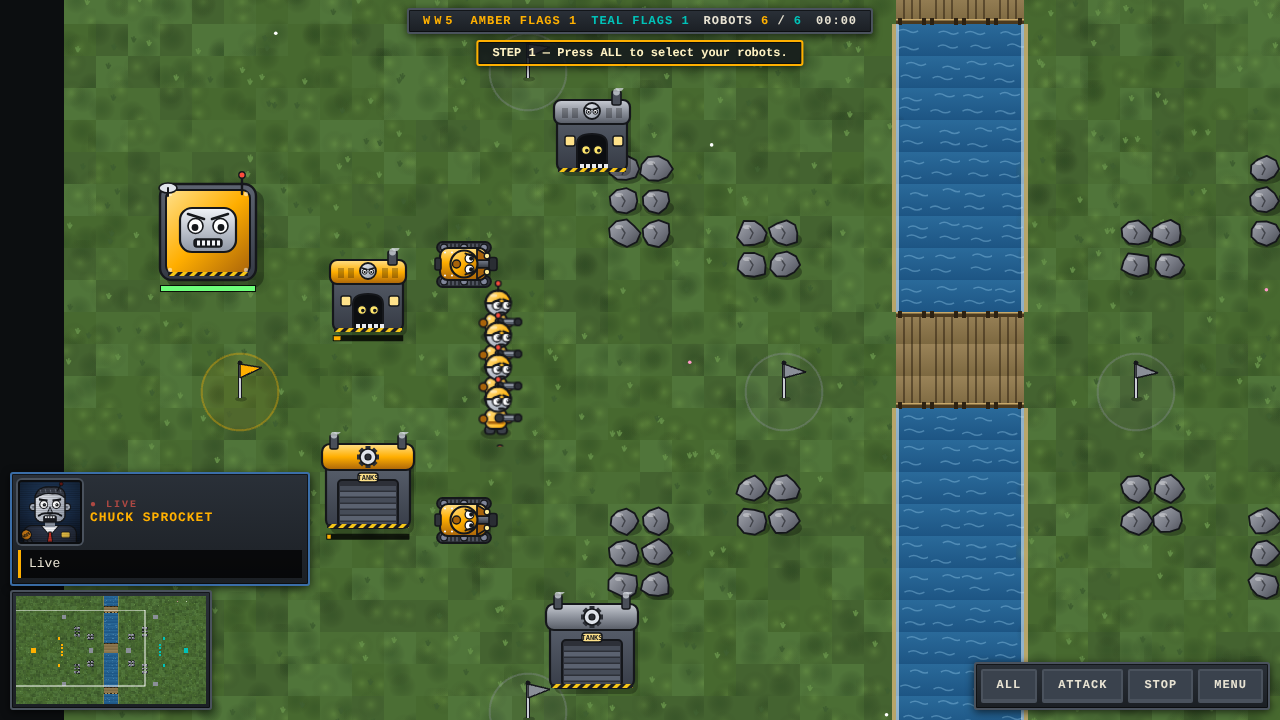 WW5 AMBER FLAGS 1 TEAL FLAGS 1 ROBOTS 6 / 6 00:00
STEP 1 — Press ALL to select your robots.
TANKS
● LIVE
CHUCK SPROCKET
Live
TANKS
ALL ATTACK STOP MENU